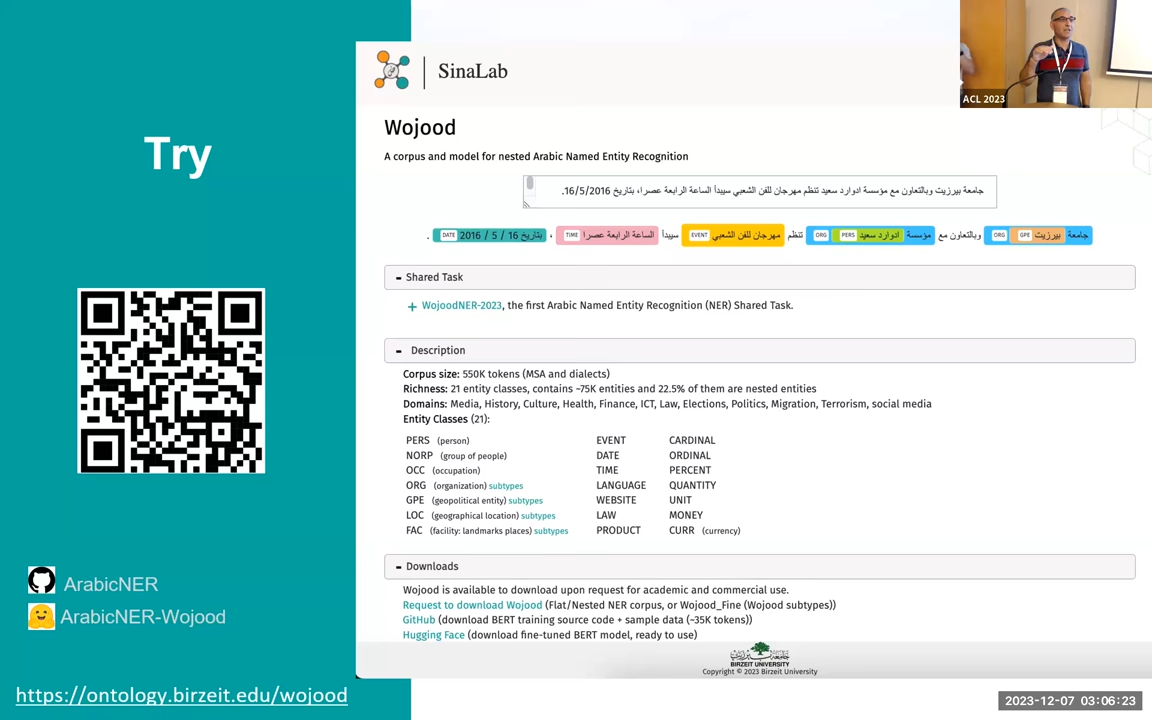 Try
ArabicNER
ArabicNER-Wojood
https://ontology.birzeit.edu/wojood
SinaLab
Wojood
A corpus and model for nested Arabic Named Entity Recognition
جامعة بيرزيت وبالتعاون مع مؤسسة ادوارد سعيد تنظم مهرجان للفن الشعبي سيبدأ الساعة الرابعة عصرا، بتاريخ 16/5/2016.
جامعة بيرزيت GPE ORG وبالتعاون مع مؤسسة ادوارد سعيد PERS ORG تنظم مهرجان للفن الشعبي EVENT سيبدأ الساعة الرابعة عصرا TIME ، بتاريخ 16 / 5 / 2016 DATE .
- Shared Task
+ WojoodNER-2023, the first Arabic Named Entity Recognition (NER) Shared Task.
- Description
Corpus size: 550K tokens (MSA and dialects)
Richness: 21 entity classes, contains ~75K entities and 22.5% of them are nested entities
Domains: Media, History, Culture, Health, Finance, ICT, Law, Elections, Politics, Migration, Terrorism, social media
Entity Classes (21):
PERS (person) EVENT CARDINAL
NORP (group of people) DATE ORDINAL
OCC (occupation) TIME PERCENT
ORG (organization) subtypes LANGUAGE QUANTITY
GPE (geopolitical entity) subtypes WEBSITE UNIT
LOC (geographical location) subtypes LAW MONEY
FAC (facility: landmarks places) subtypes PRODUCT CURR (currency)
- Downloads
Wojood is available to download upon request for academic and commercial use.
Request to download Wojood (Flat/Nested NER corpus, or Wojood_Fine (Wojood subtypes))
GitHub (download BERT training source code + sample data (~35K tokens))
Hugging Face (download fine-tuned BERT model, ready to use)
BIRZEIT UNIVERSITY
Copyright © 2023 Birzeit University
ACL 2023
2023-12-07 03:06:23